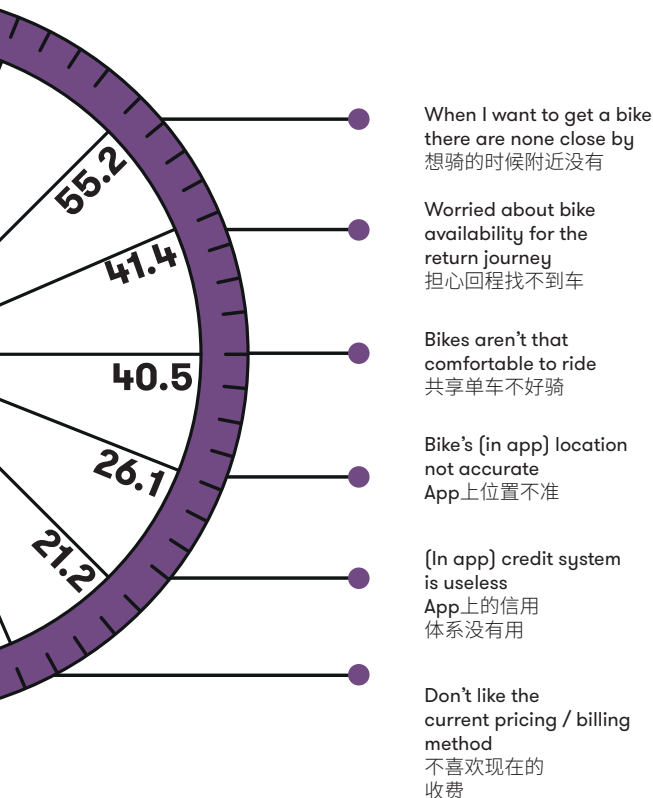 55.2
41.4
40.5
26.1
21.2
When I want to get a bike
there are none close by
想骑的时候附近没有
Worried about bike
availability for the
return journey
担心回程找不到车
Bikes aren't that
comfortable to ride
共享单车不好骑
Bike's (in app) location
not accurate
App上位置不准
(In app) credit system
is useless
App上的信用
体系没有用
Don't like the
current pricing / billing
method
不喜欢现在的
收费